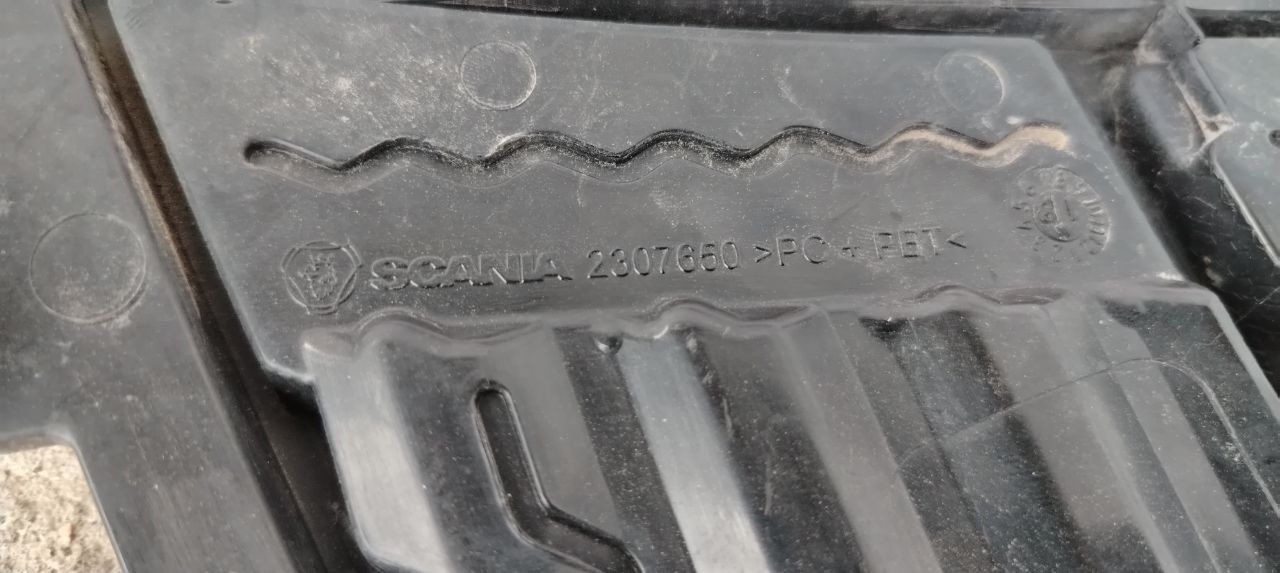 SCANIA 2307650 >PC + PET<